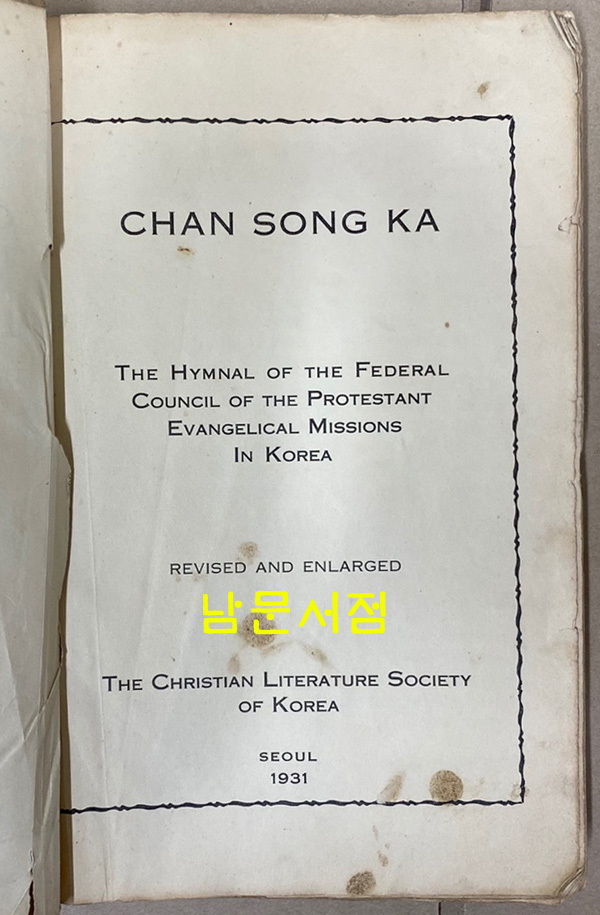 CHAN SONG KA
THE HYMNAL OF THE FEDERAL
COUNCIL OF THE PROTESTANT
EVANGELICAL MISSIONS
IN KOREA
REVISED AND ENLARGED
남문서점
THE CHRISTIAN LITERATURE SOCIETY
OF KOREA
SEOUL
1931